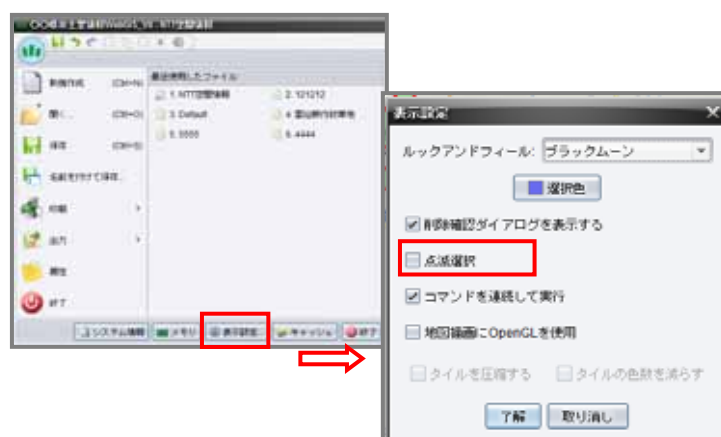 新規作成 (Ctrl+N)
開く... (Ctrl+O)
保存 (Ctrl+S)
名前を付けて保存...
印刷
出力
属性
終了
最近使用したファイル
1. NTT空間情報
2. 121212
3. Default
5. 5555
6. 4444
システム情報 メモリ 表示設定... キャッシュ 終了
表示設定
ルックアンドフィール: ブラックムーン
選択色
削除確認ダイアログを表示する
点滅選択
コマンドを連続して実行
地図描画にOpenGLを使用
タイルを圧縮する タイルの色数を減らす
了解 取り消し